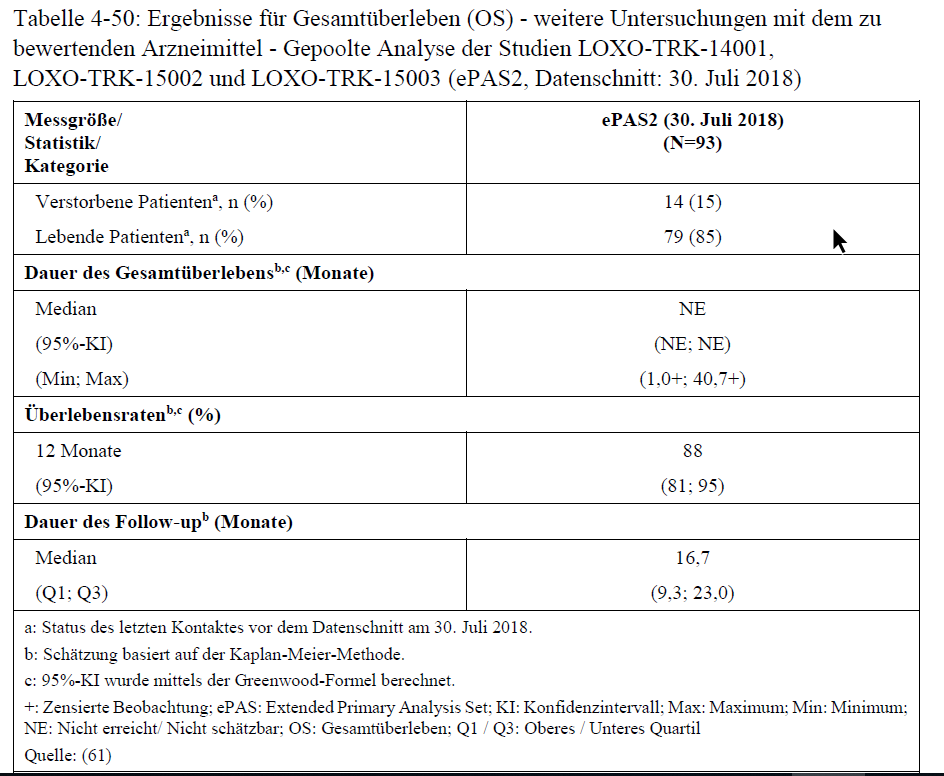 Tabelle 4-50: Ergebnisse für Gesamtüberleben (OS) - weitere Untersuchungen mit dem zu
bewertenden Arzneimittel - Gepoolte Analyse der Studien LOXO-TRK-14001,
LOXO-TRK-15002 und LOXO-TRK-15003 (ePAS2, Datenschnitt: 30. Juli 2018)
Messgröße/
Statistik/
Kategorie
ePAS2 (30. Juli 2018)
(N=93)
Verstorbene Patientenᵃ, n (%) 14 (15)
Lebende Patientenᵃ, n (%) 79 (85)
Dauer des Gesamtüberlebensᵇ,ᶜ (Monate)
Median NE
(95%-KI) (NE; NE)
(Min; Max) (1,0+; 40,7+)
Überlebensratenᵇ,ᶜ (%)
12 Monate 88
(95%-KI) (81; 95)
Dauer des Follow-upᵇ (Monate)
Median 16,7
(Q1; Q3) (9,3; 23,0)
a: Status des letzten Kontaktes vor dem Datenschnitt am 30. Juli 2018.
b: Schätzung basiert auf der Kaplan-Meier-Methode.
c: 95%-KI wurde mittels der Greenwood-Formel berechnet.
+: Zensierte Beobachtung; ePAS: Extended Primary Analysis Set; KI: Konfidenzintervall; Max: Maximum; Min: Minimum;
NE: Nicht erreicht/ Nicht schätzbar; OS: Gesamtüberleben; Q1 / Q3: Oberes / Unteres Quartil
Quelle: (61)